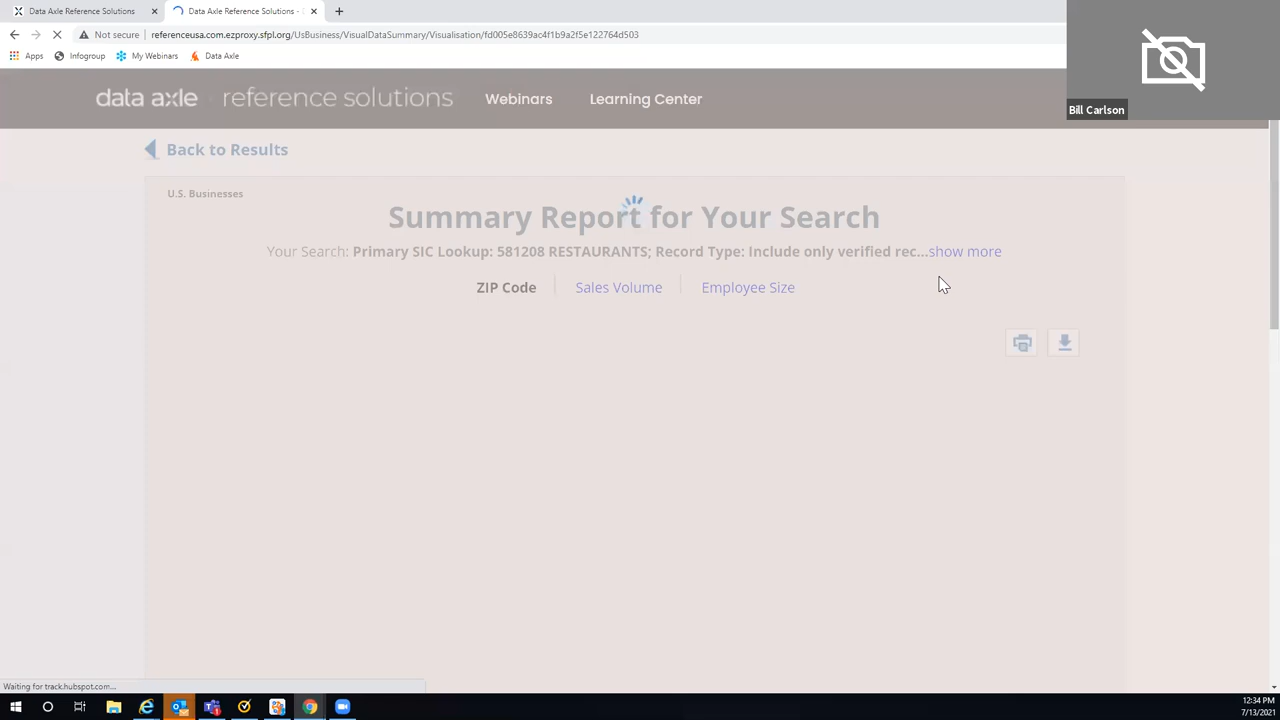 Data Axle Reference Solutions
Data Axle Reference Solutions -
Not secure
referenceusa.com.ezproxy.sfpl.org/UsBusiness/VisualDataSummary/Visualisation/fd005e8639ac4f1b9a2f5e122764d503
Apps
Infogroup
My Webinars
Data Axle
Bill Carlson
data axle reference solutions
Webinars
Learning Center
Back to Results
U.S. Businesses
Summary Report for Your Search
Your Search: Primary SIC Lookup: 581208 RESTAURANTS; Record Type: Include only verified rec...show more
ZIP Code
Sales Volume
Employee Size
Waiting for track.hubspot.com...
12:34 PM
7/13/2021